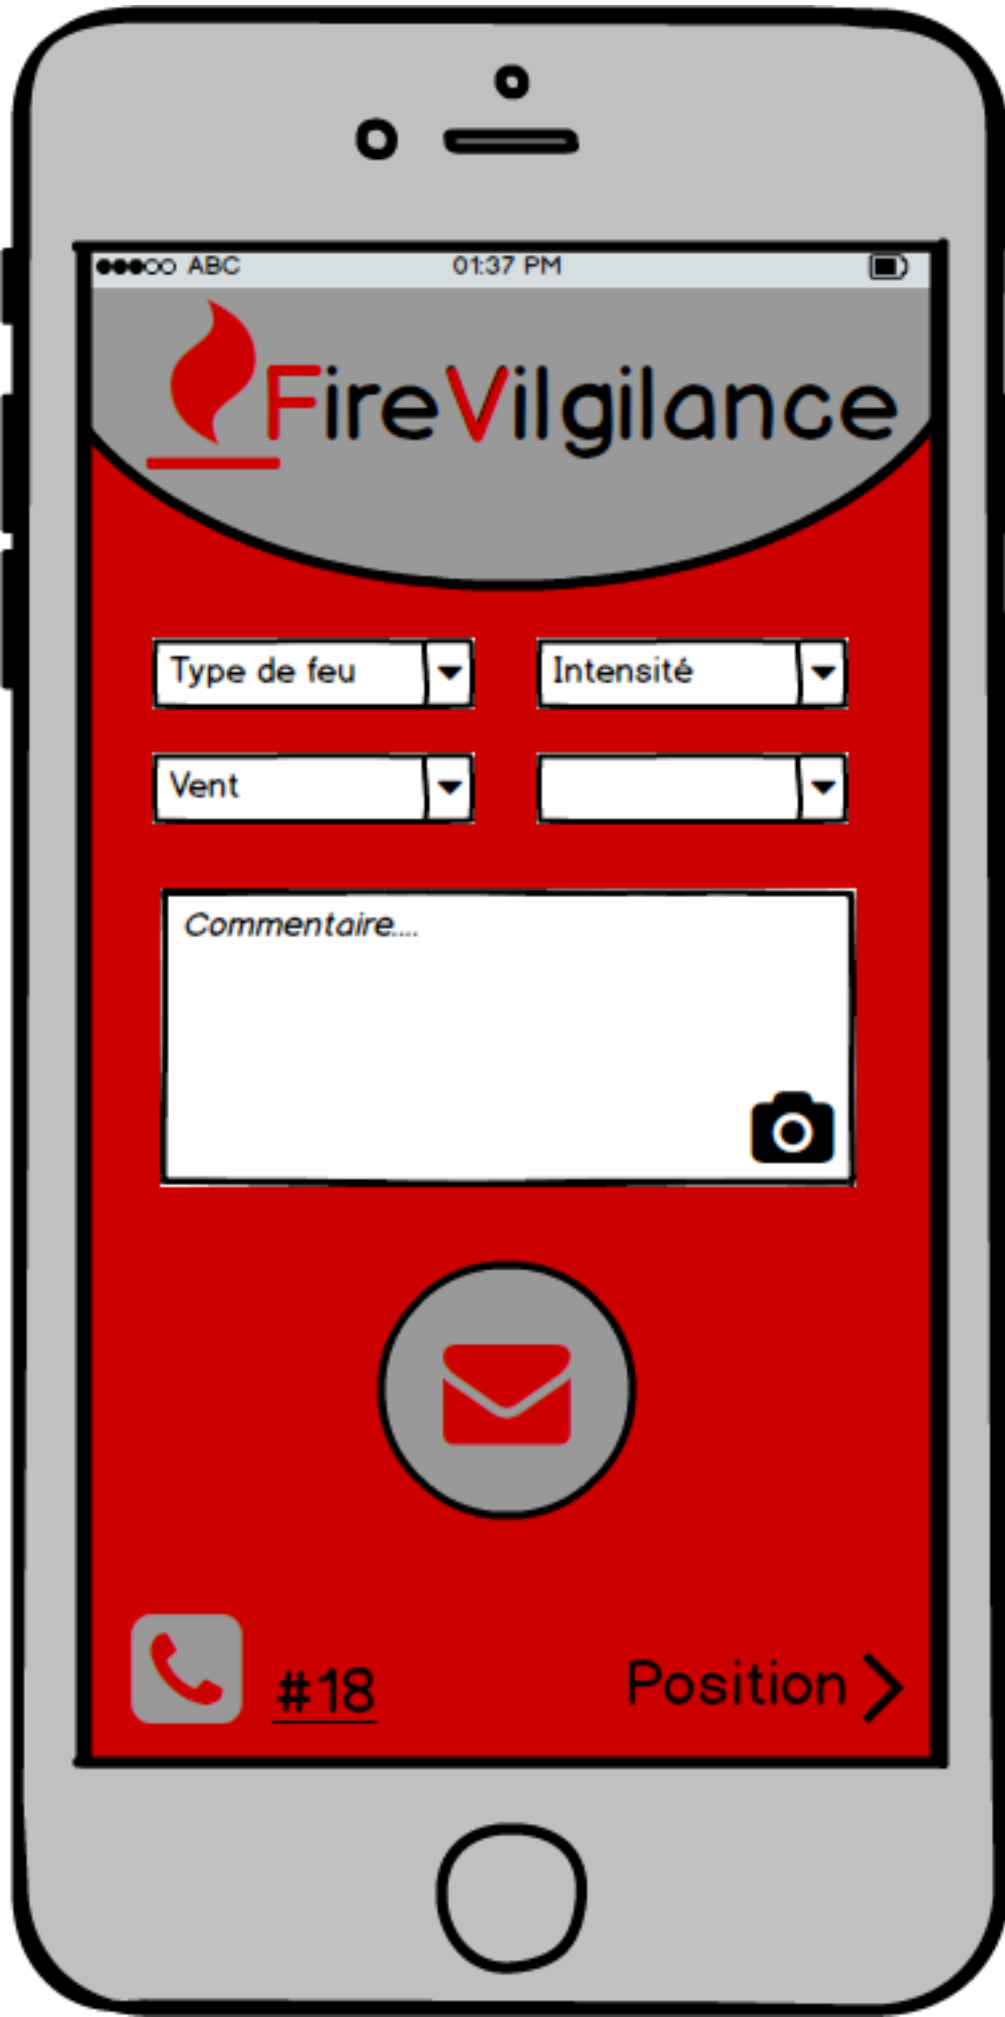 ABC 01:37 PM
FireVilgilance
Type de feu Intensité
Vent
Commentaire....
#18 Position